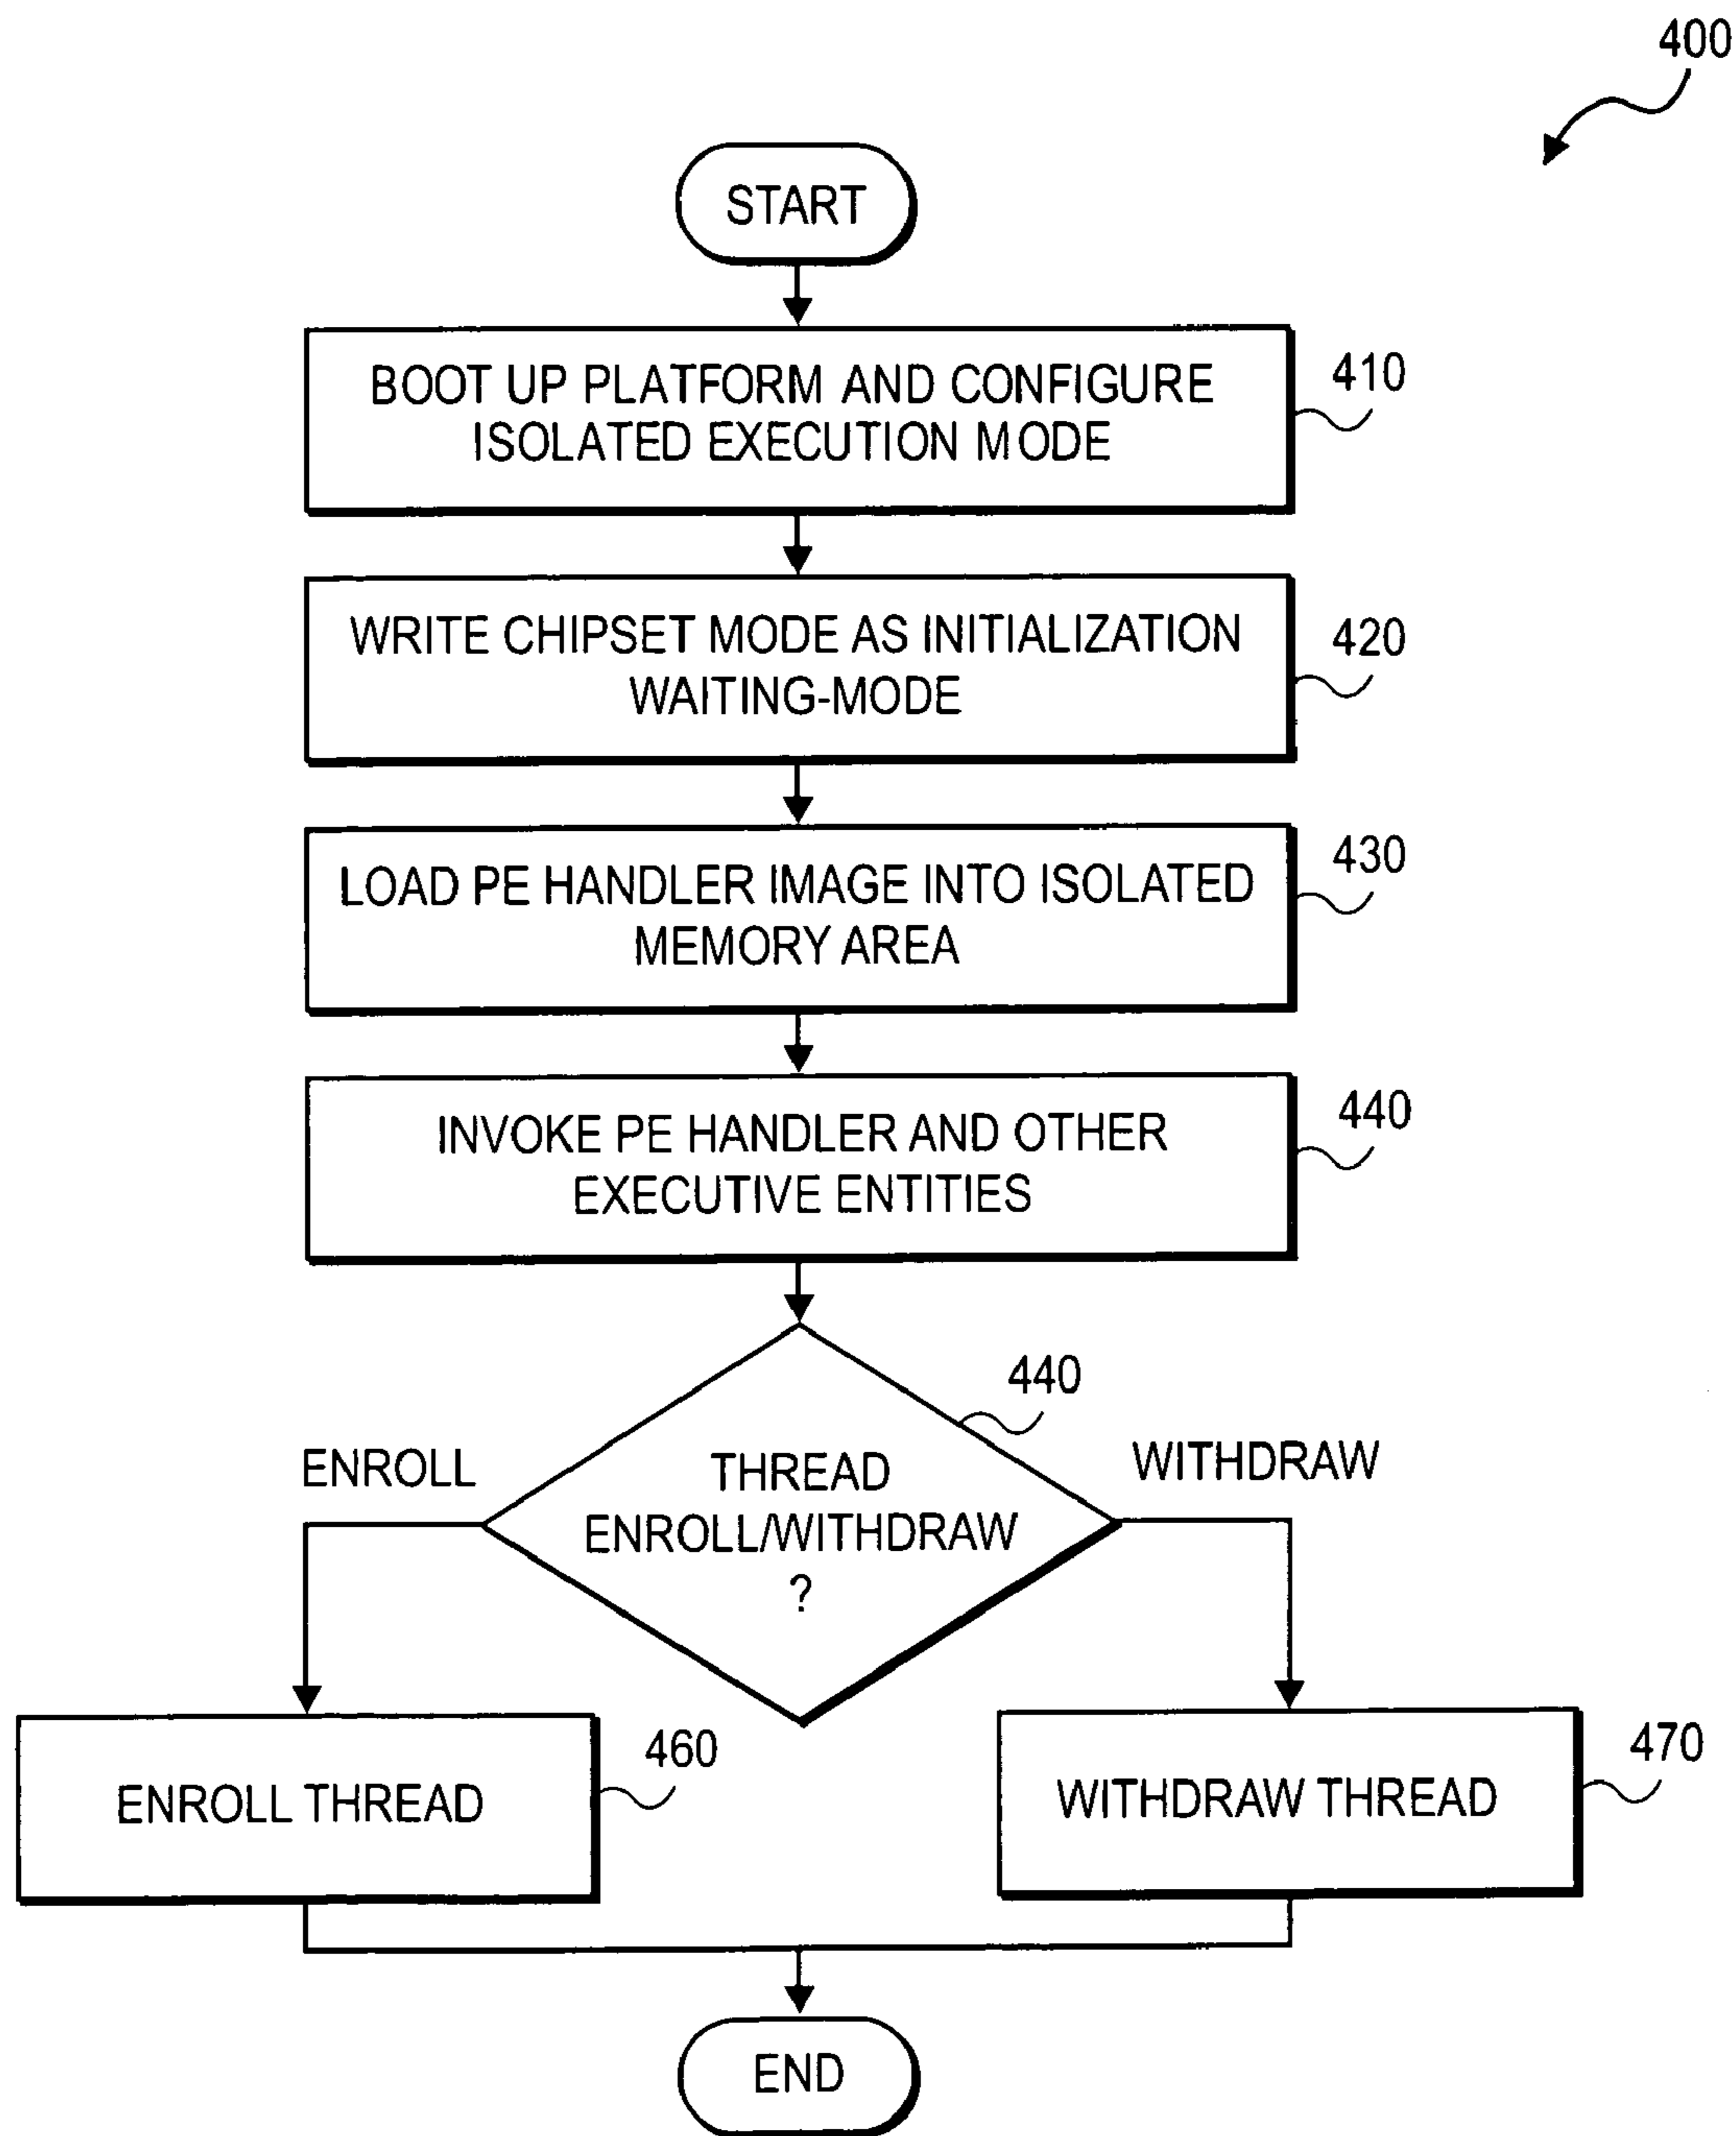 400
START
BOOT UP PLATFORM AND CONFIGURE
ISOLATED EXECUTION MODE
410
WRITE CHIPSET MODE AS INITIALIZATION
WAITING-MODE
420
LOAD PE HANDLER IMAGE INTO ISOLATED
MEMORY AREA
430
INVOKE PE HANDLER AND OTHER
EXECUTIVE ENTITIES
440
440
ENROLL
THREAD
ENROLL/WITHDRAW
?
WITHDRAW
ENROLL THREAD
460
WITHDRAW THREAD
470
END